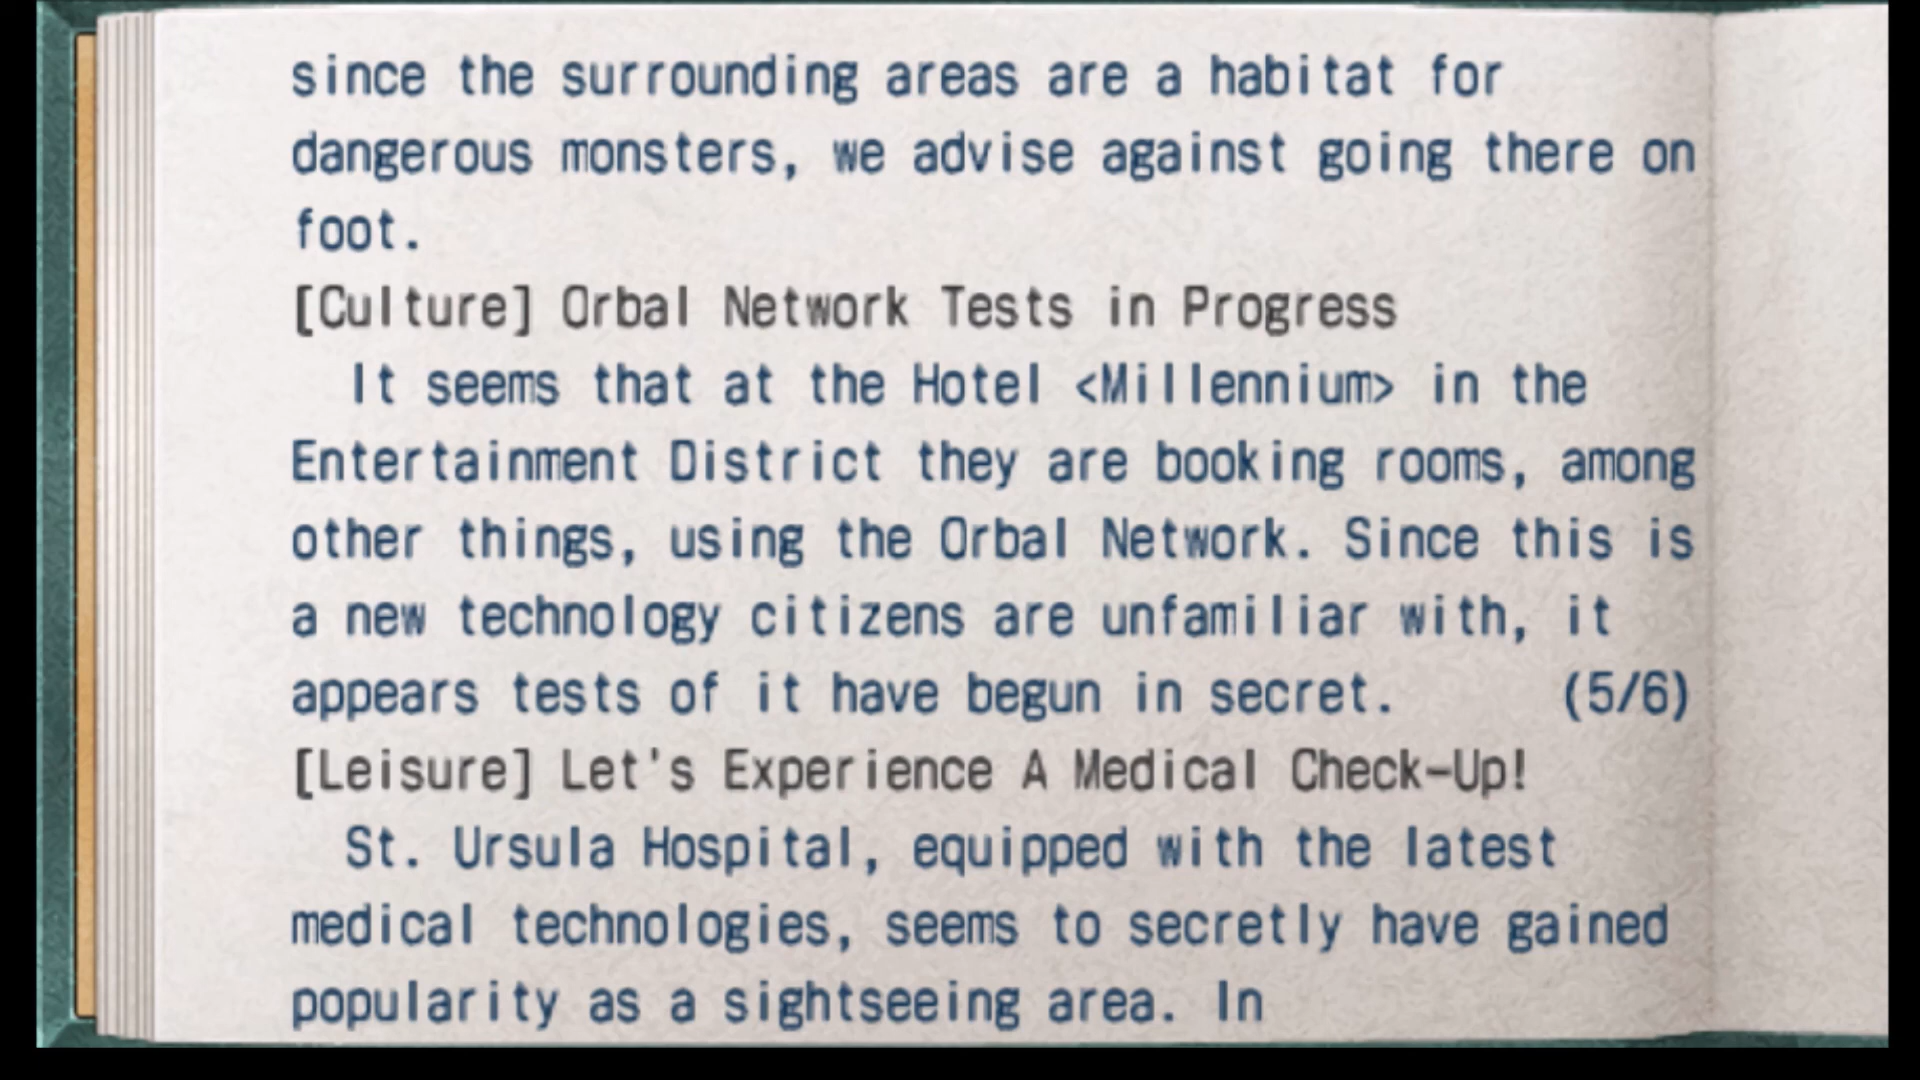 since the surrounding areas are a habitat for
dangerous monsters, we advise against going there on
foot.
[Culture] Orbal Network Tests in Progress
It seems that at the Hotel <Millennium> in the
Entertainment District they are booking rooms, among
other things, using the Orbal Network. Since this is
a new technology citizens are unfamiliar with, it
appears tests of it have begun in secret. (5/6)
[Leisure] Let's Experience A Medical Check-Up!
St. Ursula Hospital, equipped with the latest
medical technologies, seems to secretly have gained
popularity as a sightseeing area. In